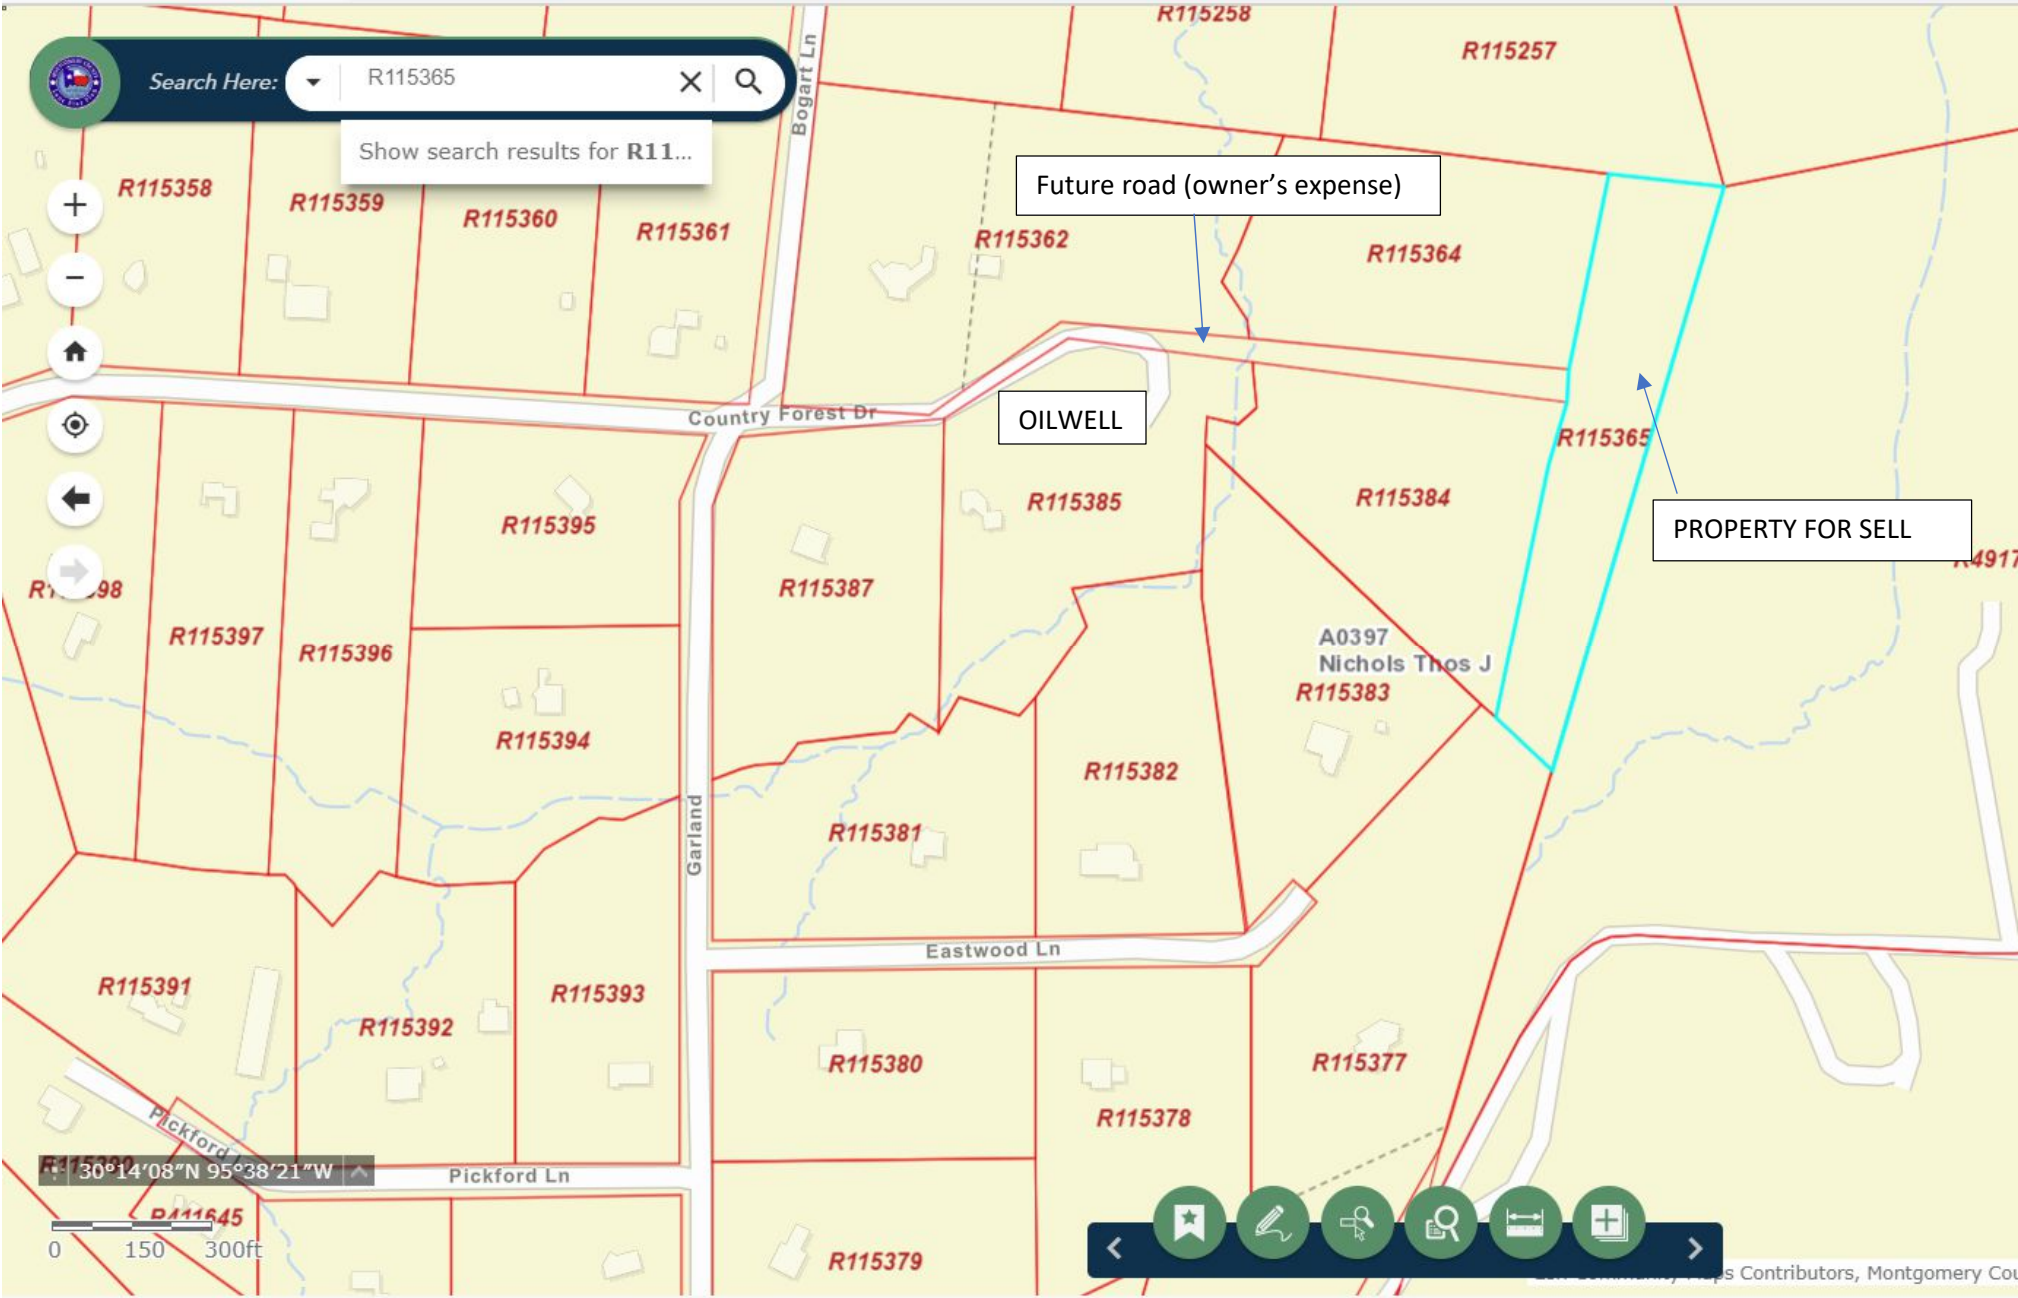 R115258
R115257
Search Here:
R115365
Show search results for R11...
Bogart Ln
Future road (owner's expense)
R115358
R115359
R115360
R115361
R115362
R115364
Country Forest Dr
OILWELL
R115365
R115395
R115385
R115384
PROPERTY FOR SELL
R115387
R115397
R115396
A0397
Nichols Thos J
R115383
R115394
R115382
R115381
Garland
Eastwood Ln
R115391
R115393
R115392
R115380
R115377
R115378
Pickford
Pickford Ln
30°14'08"N 95°38'21"W
R411645
0 150 300ft
R115379
Maps Contributors, Montgomery